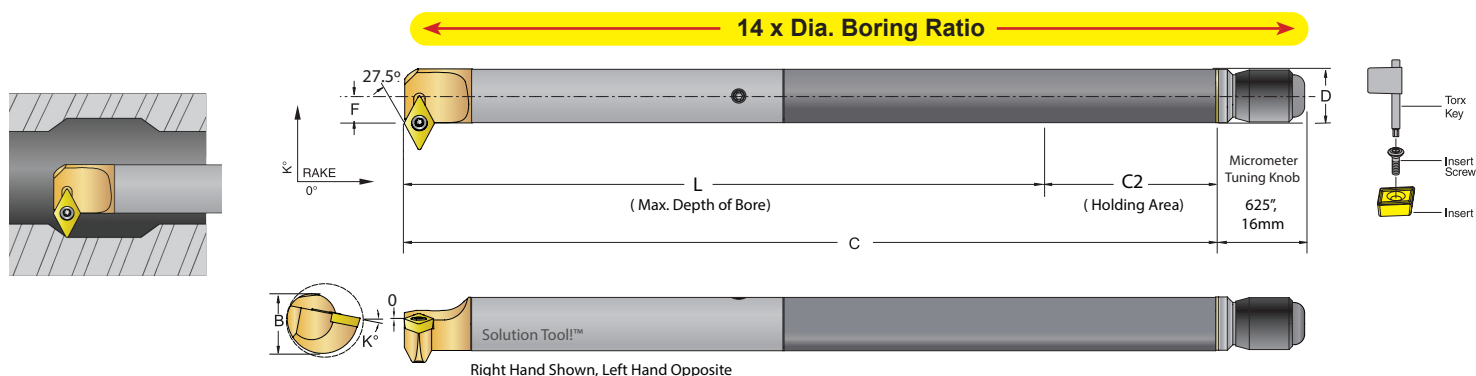 14 x Dia. Boring Ratio
27.5º
F
D
K°
RAKE
0°
L
( Max. Depth of Bore)
C2
( Holding Area)
Micrometer
Tuning Knob
625”,
16mm
C
Torx
Key
Insert
Screw
Insert
B
0
K°
Solution Tool!™
Right Hand Shown, Left Hand Opposite